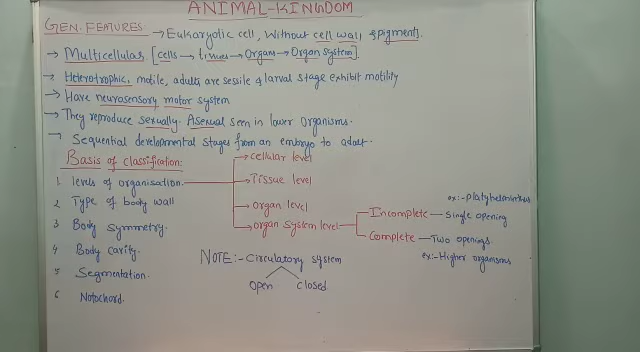 ANIMAL-KINGDOM
GEN. FEATURES: → Eukaryotic cell, without cell wall & pigments.
→ Multicellular [cells → tissues → Organs → Organ system].
→ Heterotrophic, motile, adults are sessile & larval stage exhibit motility
→ Have neurosensory motor system
→ They reproduce sexually. Asexual seen in lower organisms.
→ Sequential developmental stages from an embryo to adult.
Basis of classification:
1 levels of organisation
→ cellular level
→ Tissue level
→ organ level
→ organ system level
Incomplete — Single opening
ex:- platyhelminthes
Complete — Two openings
ex:- Higher organisms
2 Type of body wall
3 Body symmetry.
4 Body cavity.
5 Segmentation.
6 Notochord.
NOTE:- Circulatory system
open closed